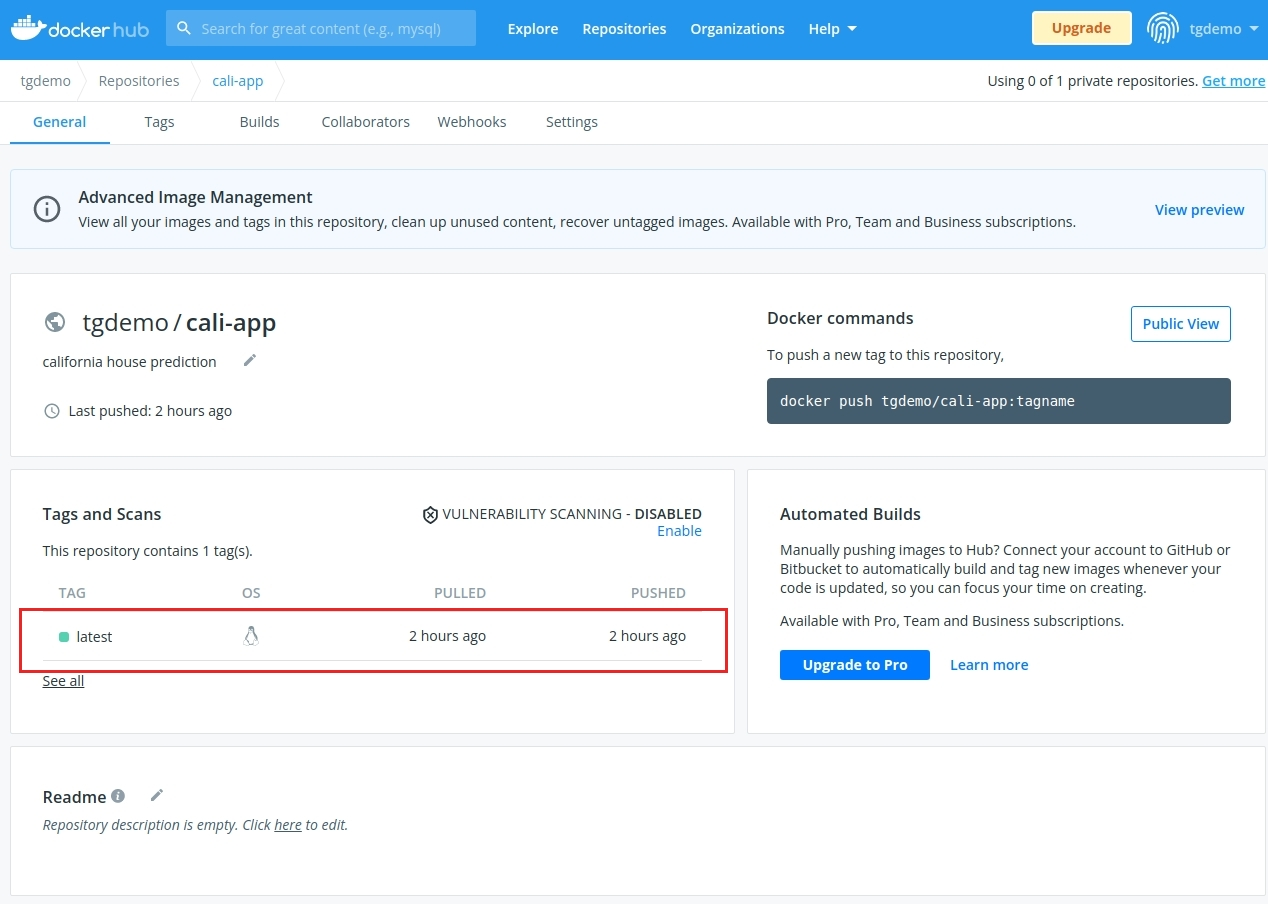 docker hub
Search for great content (e.g., mysql)
Explore
Repositories
Organizations
Help
Upgrade
tgdemo
tgdemo
Repositories
cali-app
Using 0 of 1 private repositories. Get more
General
Tags
Builds
Collaborators
Webhooks
Settings
Advanced Image Management
View all your images and tags in this repository, clean up unused content, recover untagged images. Available with Pro, Team and Business subscriptions.
View preview
tgdemo / cali-app
california house prediction
Last pushed: 2 hours ago
Docker commands
Public View
To push a new tag to this repository,
docker push tgdemo/cali-app:tagname
Tags and Scans
VULNERABILITY SCANNING - DISABLED
Enable
This repository contains 1 tag(s).
TAG OS PULLED PUSHED
latest 2 hours ago 2 hours ago
See all
Automated Builds
Manually pushing images to Hub? Connect your account to GitHub or
Bitbucket to automatically build and tag new images whenever your
code is updated, so you can focus your time on creating.
Available with Pro, Team and Business subscriptions.
Upgrade to Pro
Learn more
Readme
Repository description is empty. Click here to edit.